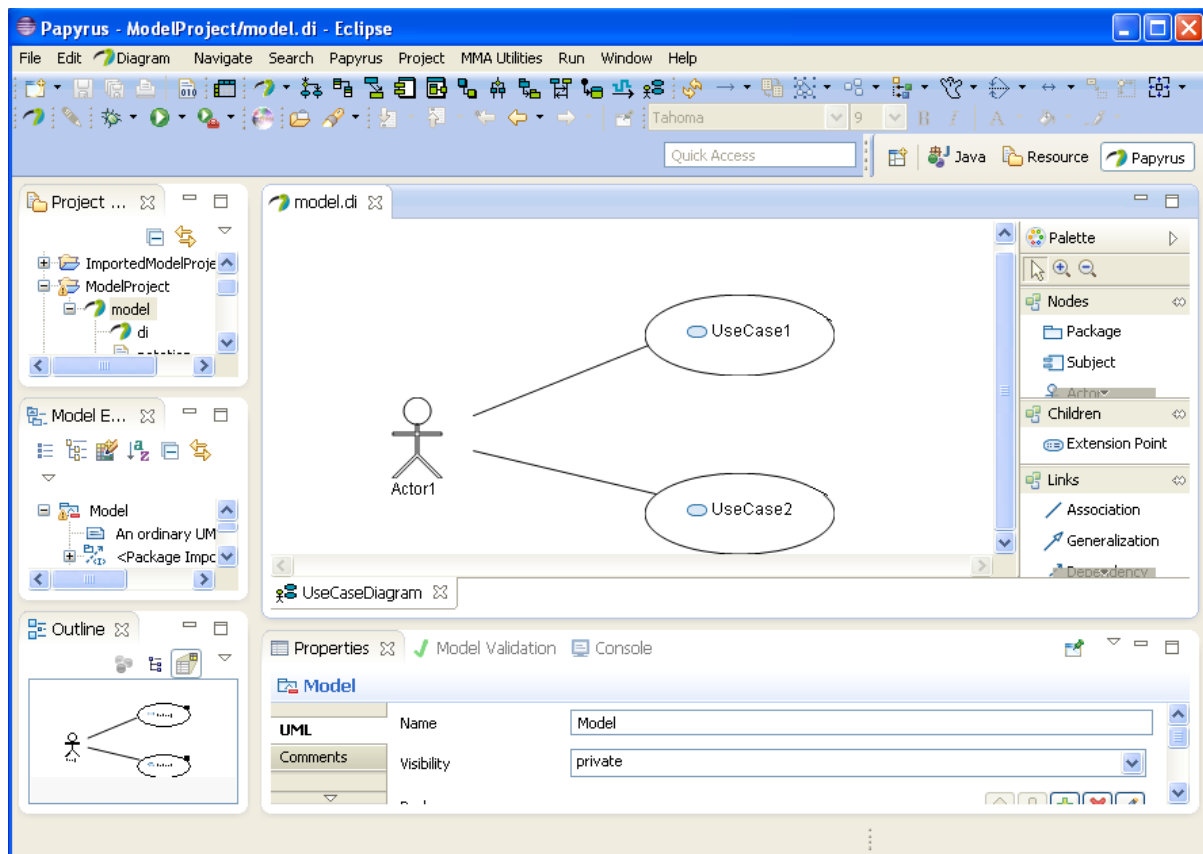 Papyrus - ModelProject/model.di - Eclipse
File Edit Diagram Navigate Search Papyrus Project MMA Utilities Run Window Help
010
Tahoma 9 B I A
Quick Access Java Resource Papyrus
Project ...
ImportedModelProje
ModelProject
model
di
Model E...
Model
An ordinary UM
<Package Impc
Outline
model.di
UseCase1
Actor1
UseCase2
UseCaseDiagram
Palette
Nodes
Package
Subject
Actor
Children
Extension Point
Links
Association
Generalization
Dependency
Properties Model Validation Console
Model
UML
Comments
Name Model
Visibility private